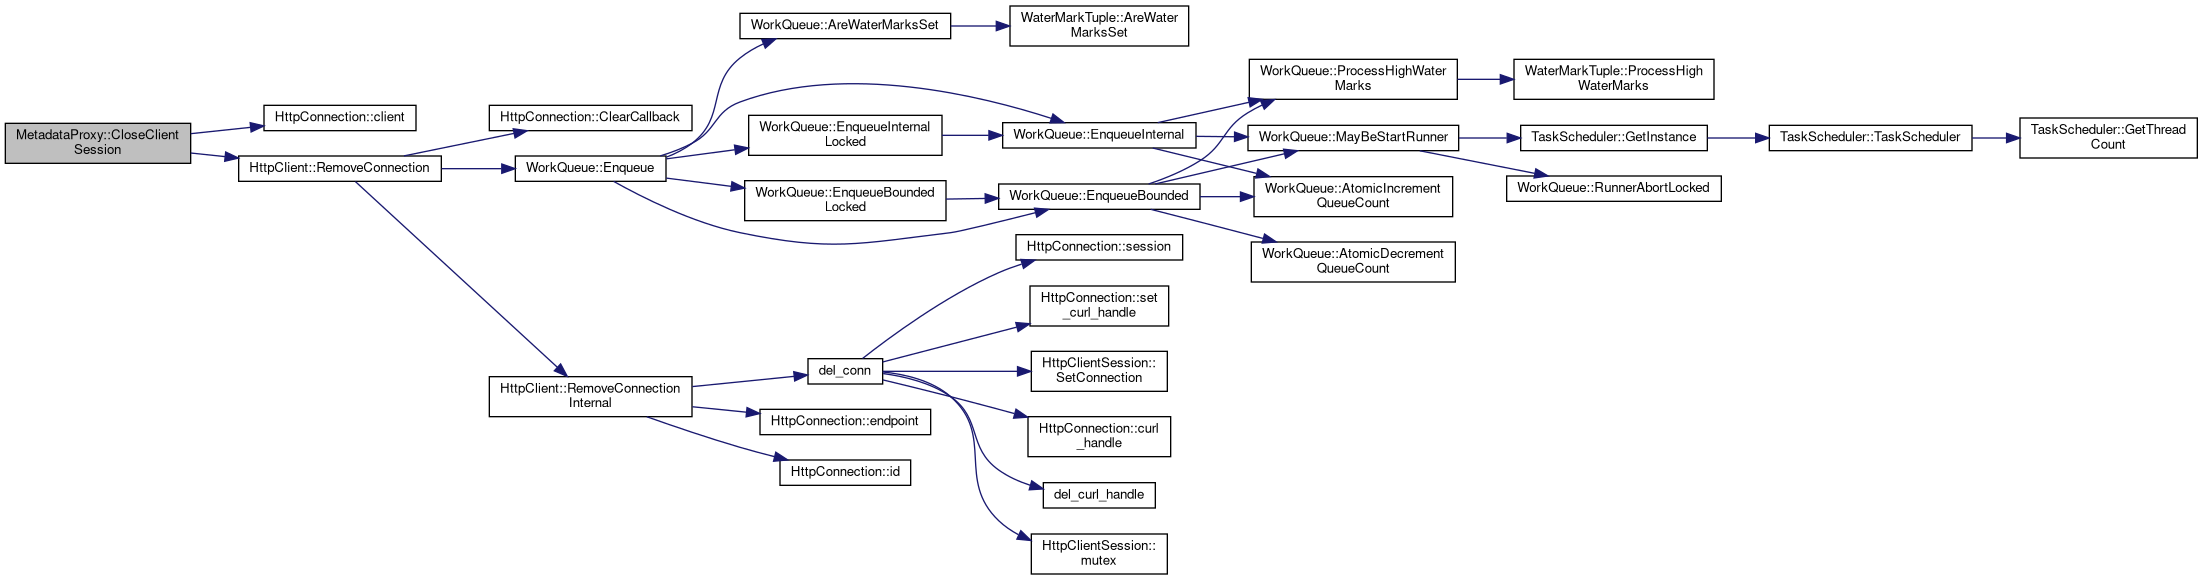 MetadataProxy::CloseClient
Session
HttpConnection::client
HttpClient::RemoveConnection
HttpConnection::ClearCallback
WorkQueue::Enqueue
HttpClient::RemoveConnection
Internal
WorkQueue::AreWaterMarksSet
WaterMarkTuple::AreWater
MarksSet
WorkQueue::EnqueueInternal
Locked
WorkQueue::EnqueueBounded
Locked
WorkQueue::EnqueueInternal
WorkQueue::EnqueueBounded
WorkQueue::ProcessHighWater
Marks
WaterMarkTuple::ProcessHigh
WaterMarks
WorkQueue::MayBeStartRunner
TaskScheduler::GetInstance
TaskScheduler::TaskScheduler
TaskScheduler::GetThread
Count
WorkQueue::RunnerAbortLocked
WorkQueue::AtomicIncrement
QueueCount
WorkQueue::AtomicDecrement
QueueCount
del_conn
HttpConnection::endpoint
HttpConnection::id
HttpConnection::session
HttpConnection::set
_curl_handle
HttpClientSession::
SetConnection
HttpConnection::curl
_handle
del_curl_handle
HttpClientSession::
mutex